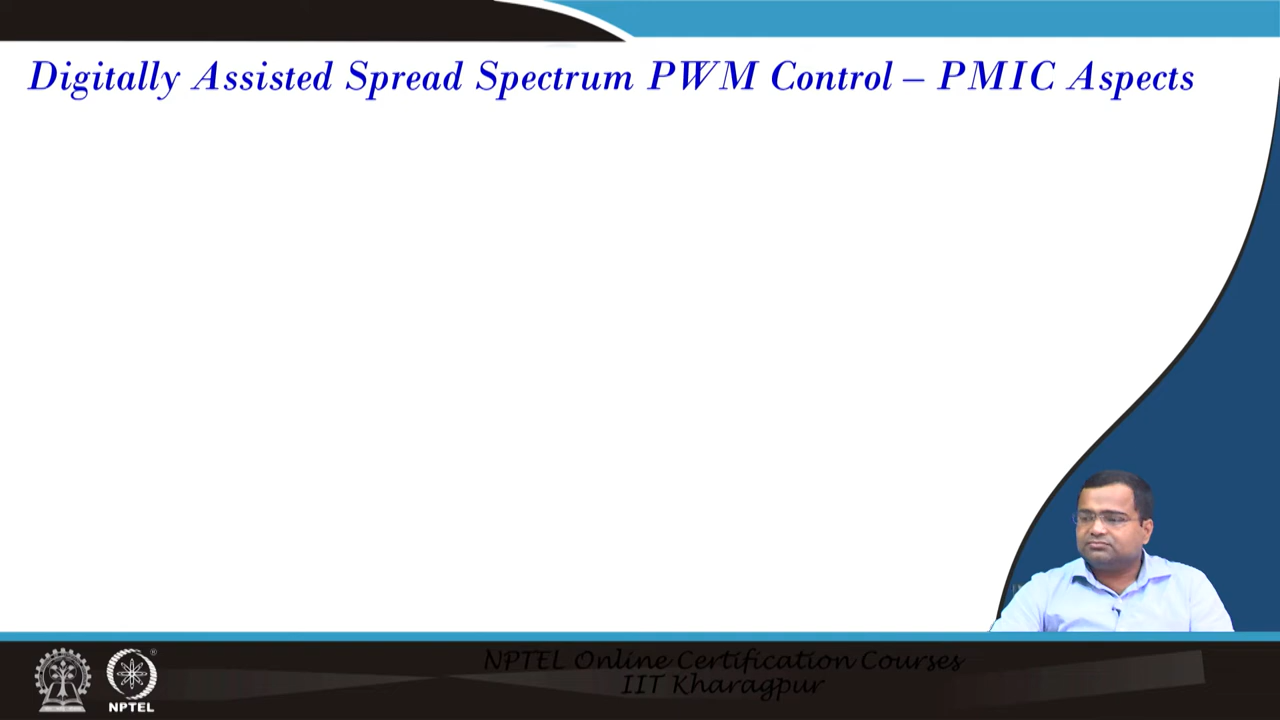 Digitally Assisted Spread Spectrum PWM Control – PMIC Aspects
NPTEL Online Certification Courses
IIT Kharagpur
NPTEL